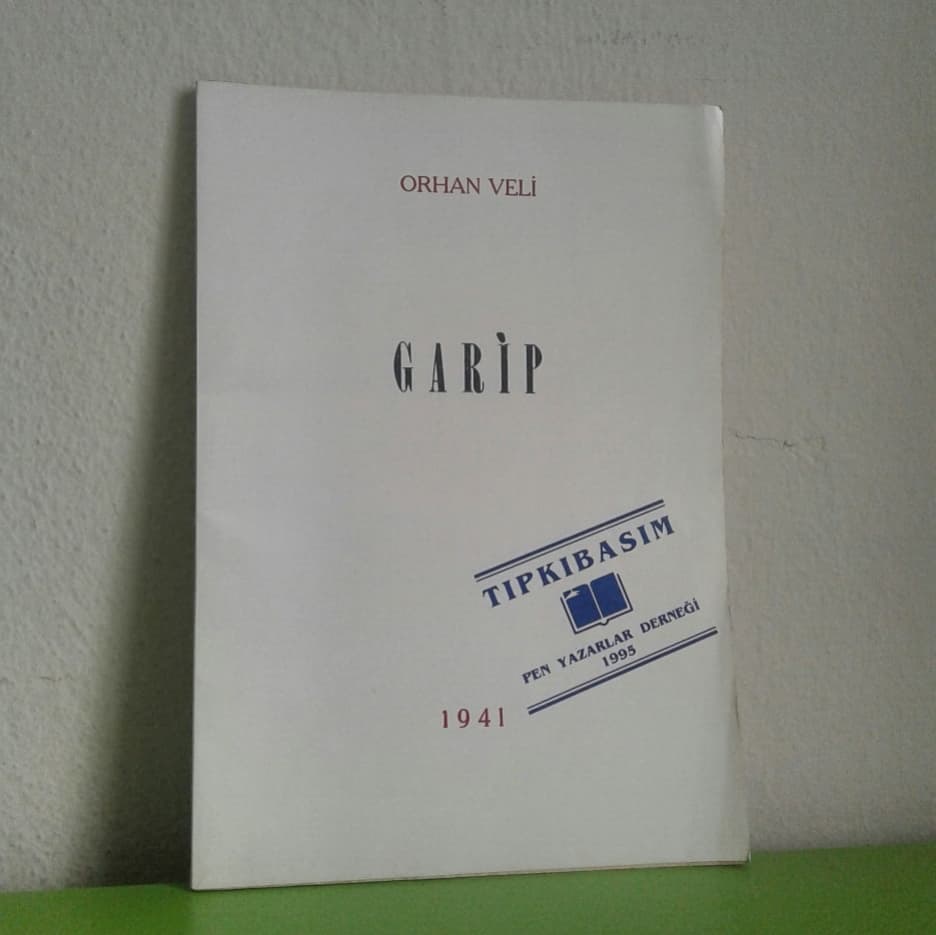 ORHAN VELİ
GARİP
TIPKIBASIM
PEN YAZARLAR DERNEĞİ
1995
1941